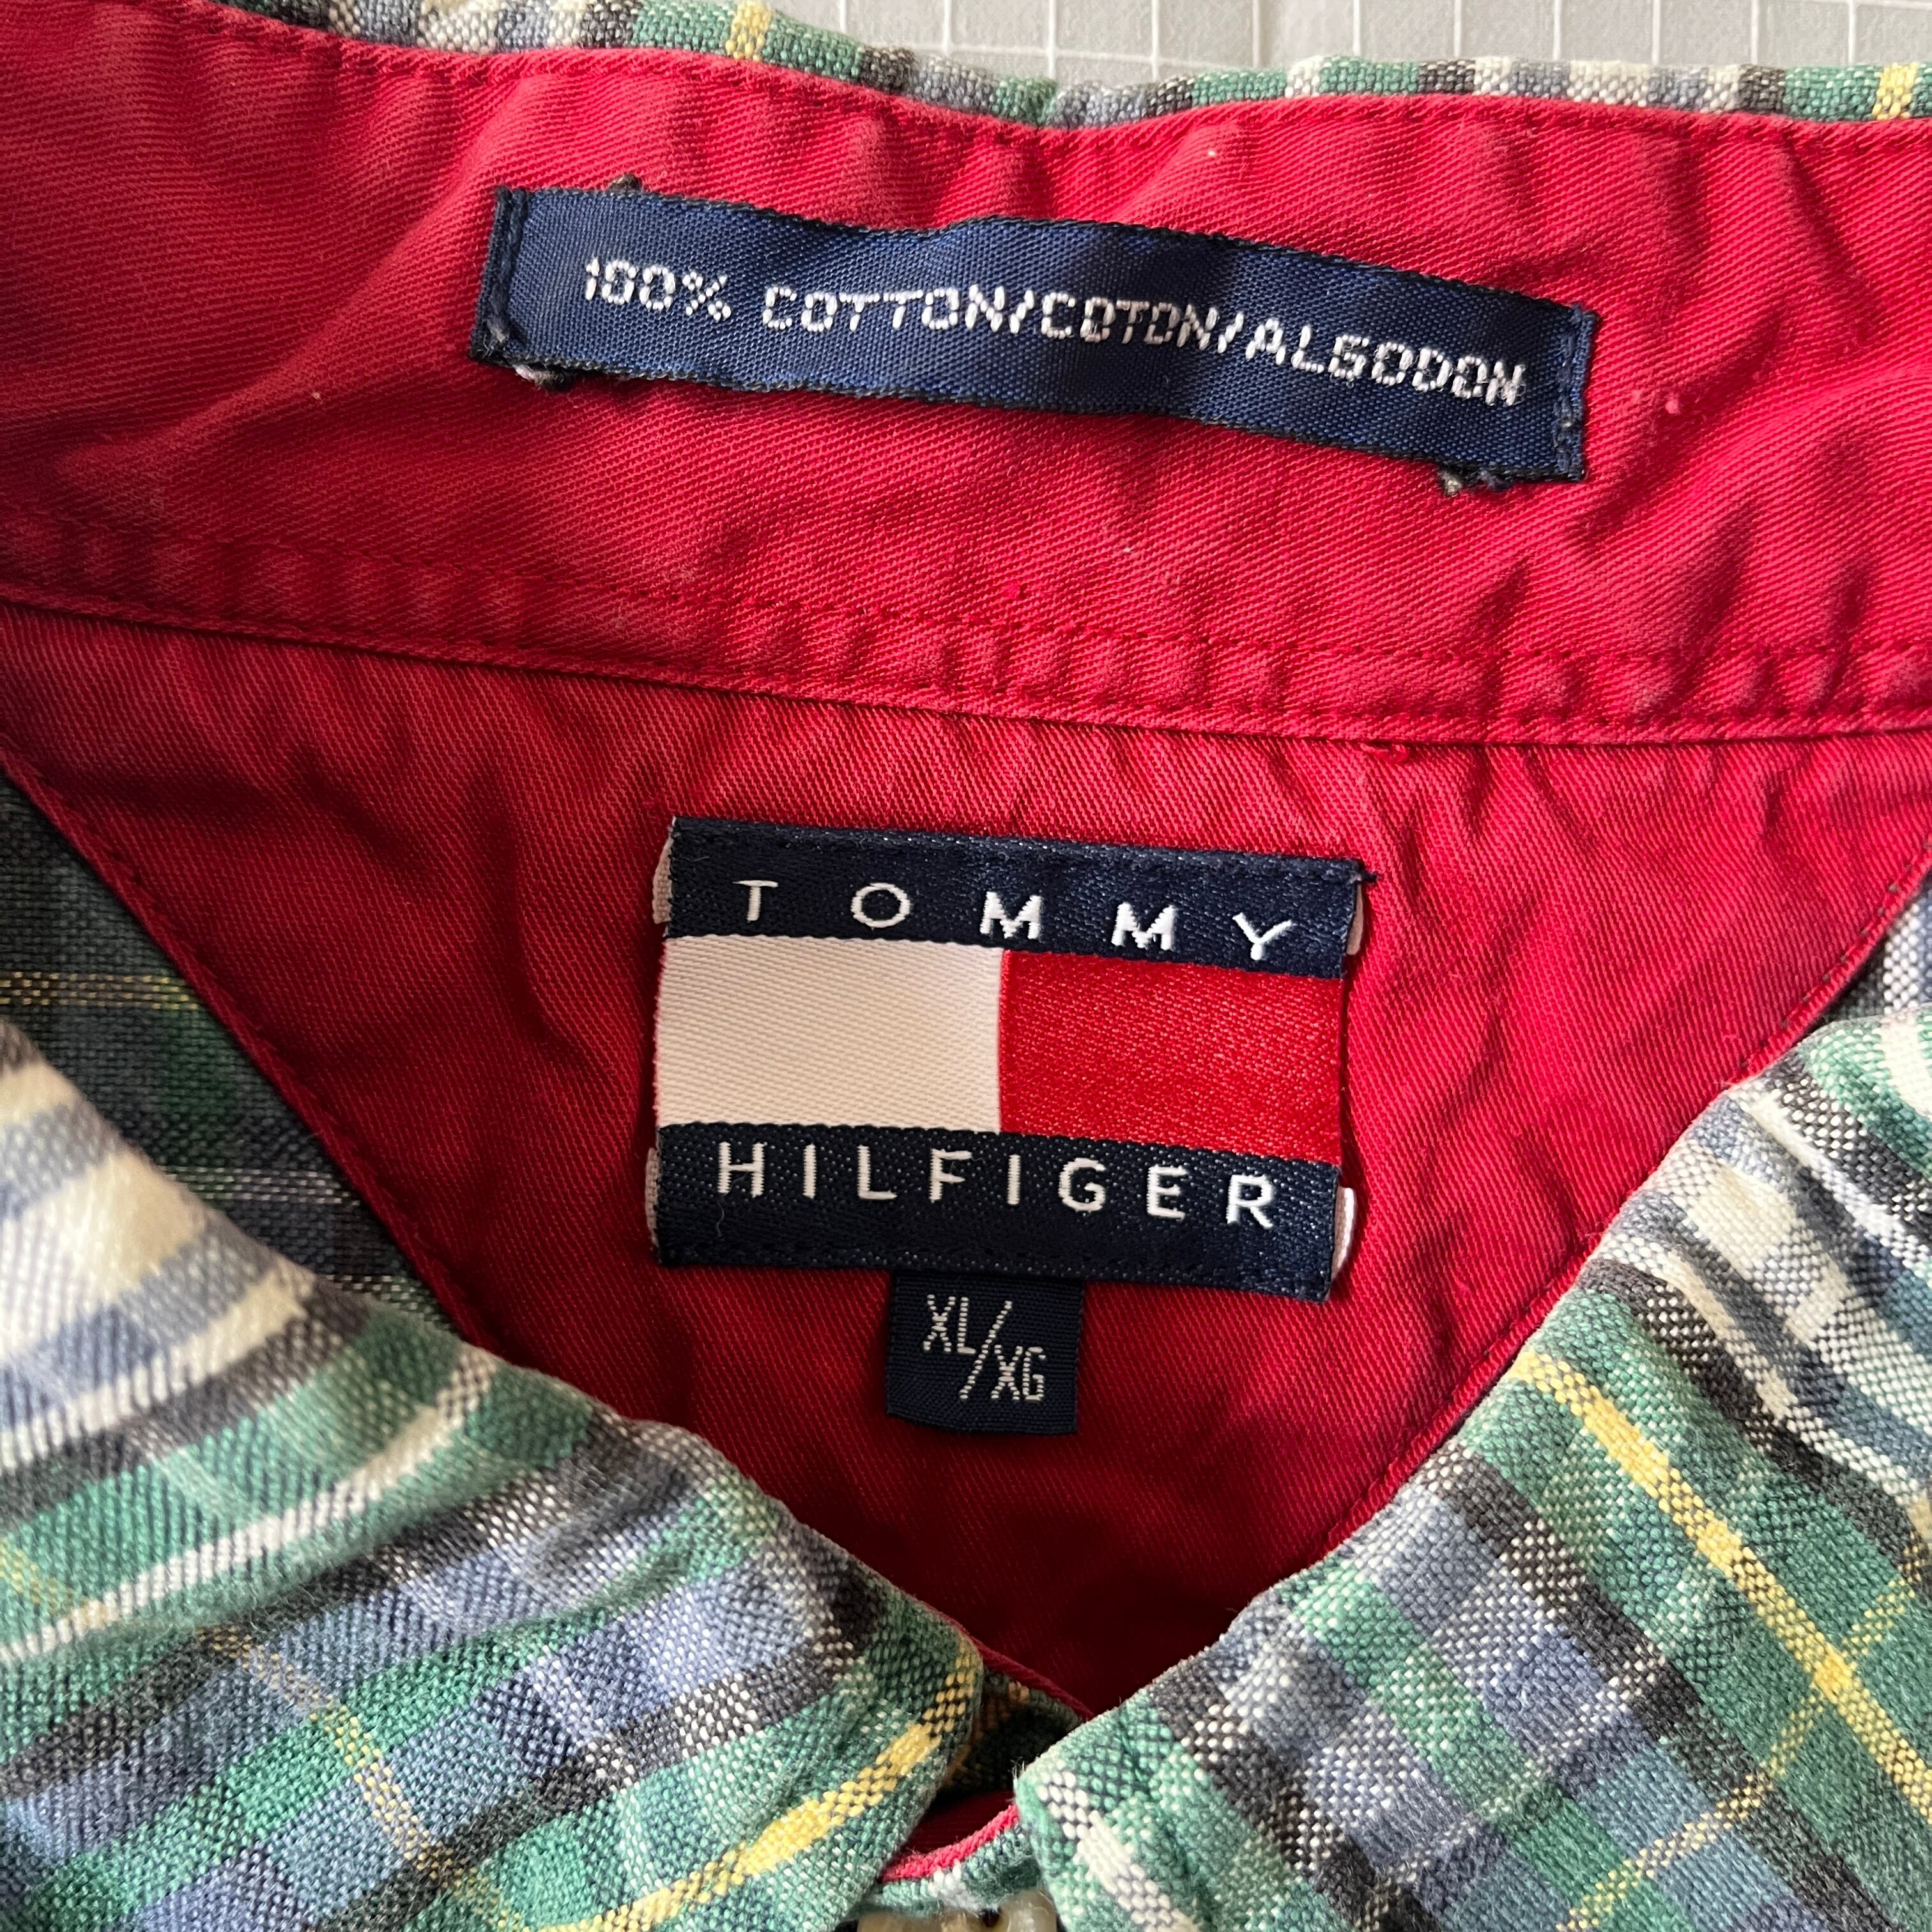 100% COTTON/COTON/ALGODON
TOMMY
HILFIGER
XL/XG